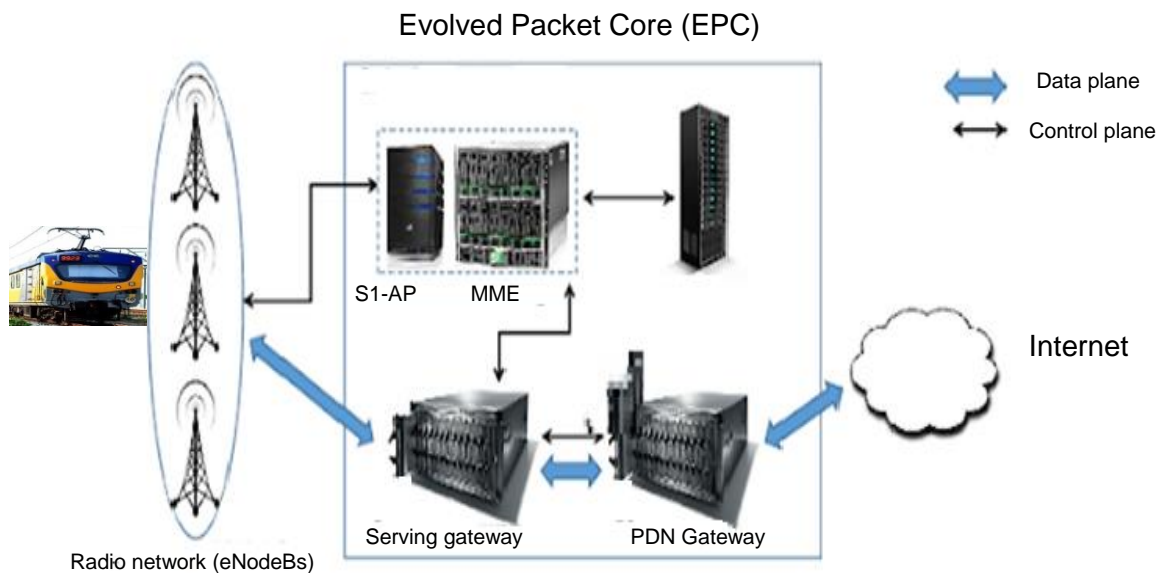 Evolved Packet Core (EPC)
Data plane
Control plane
S1-AP MME
Internet
Serving gateway PDN Gateway
Radio network (eNodeBs)